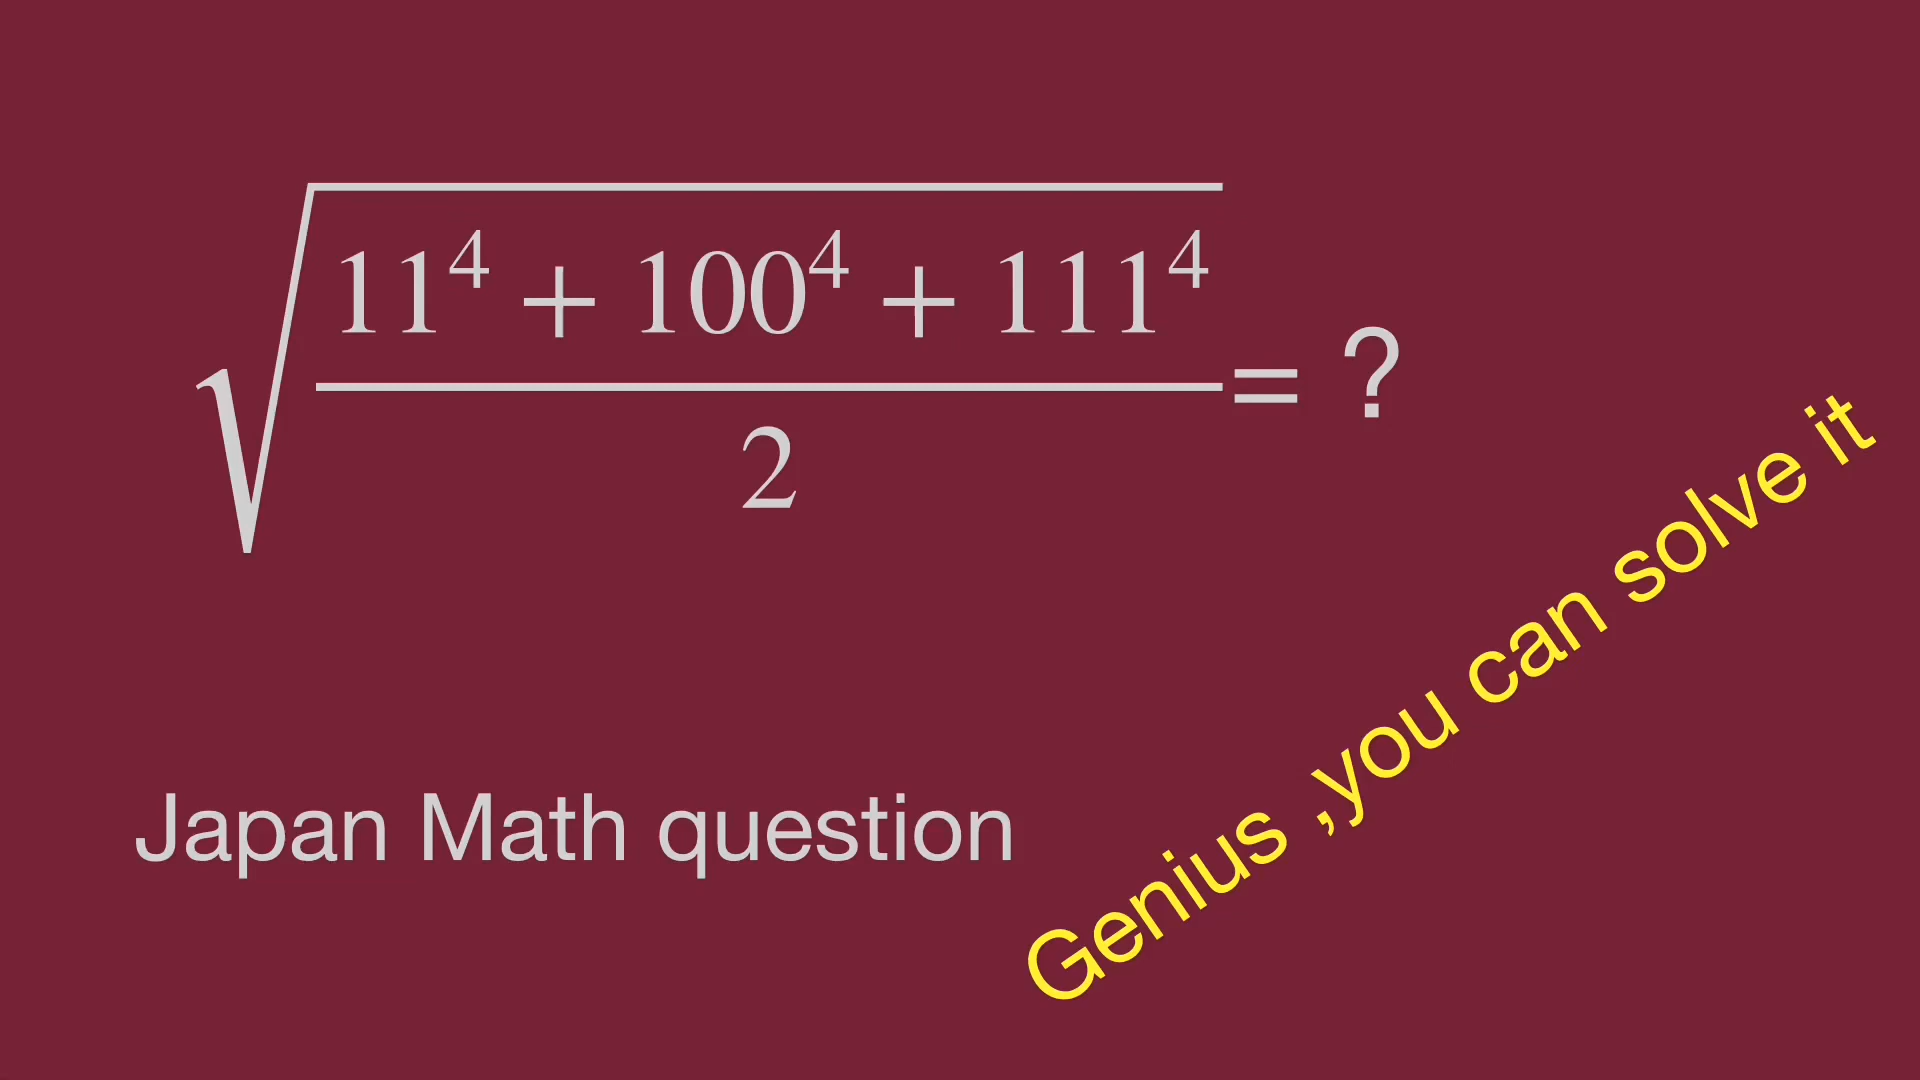 √((11⁴ + 100⁴ + 111⁴)/2) = ?
Japan Math question
Genius ,you can solve it